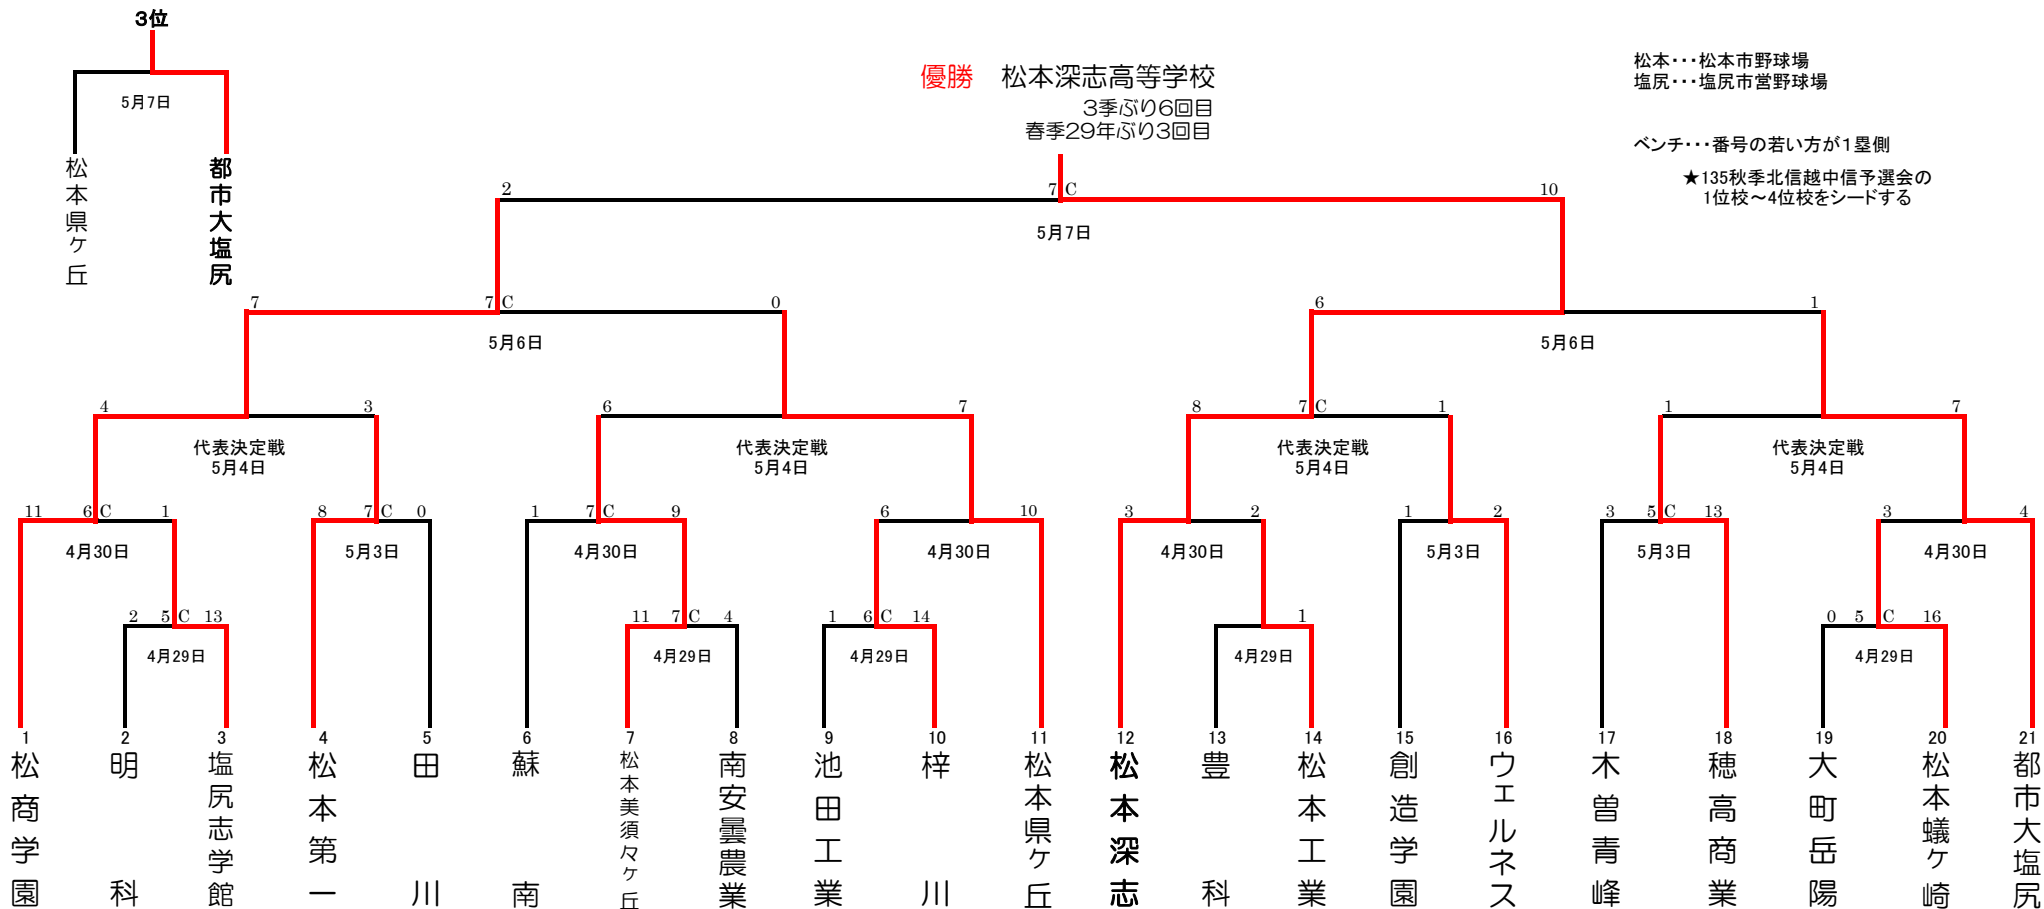 3位
5月7日
松本県ケ丘
都市大塩尻
優勝　松本深志高等学校
3季ぶり6回目
春季29年ぶり3回目
松本･･･松本市野球場
塩尻･･･塩尻市営野球場
ベンチ･･･番号の若い方が1塁側
★135秋季北信越中信予選会の
1位校～4位校をシードする
2 7 C 10
5月7日
7 7 C 0
5月6日
6 1
5月6日
4 3
代表決定戦
5月4日
6 7
代表決定戦
5月4日
8 7 C 1
代表決定戦
5月4日
1 7
代表決定戦
5月4日
11 6 C 1
4月30日
8 7 C 0
5月3日
1 7 C 9
4月30日
6 10
4月30日
3 2
4月30日
1 2
5月3日
3 5 C 13
5月3日
3 4
4月30日
2 5 C 13
4月29日
11 7 C 4
4月29日
1 6 C 14
4月29日
1
4月29日
0 5 C 16
4月29日
1 松商学園
2 明科
3 塩尻志学館
4 松本第一
5 田川
6 蘇南
7 松本美須々ケ丘
8 南安曇農業
9 池田工業
10 梓川
11 松本県ケ丘
12 松本深志
13 豊科
14 松本工業
15 創造学園
16 ウェルネス
17 木曽青峰
18 穂高商業
19 大町岳陽
20 松本蟻ケ崎
21 都市大塩尻